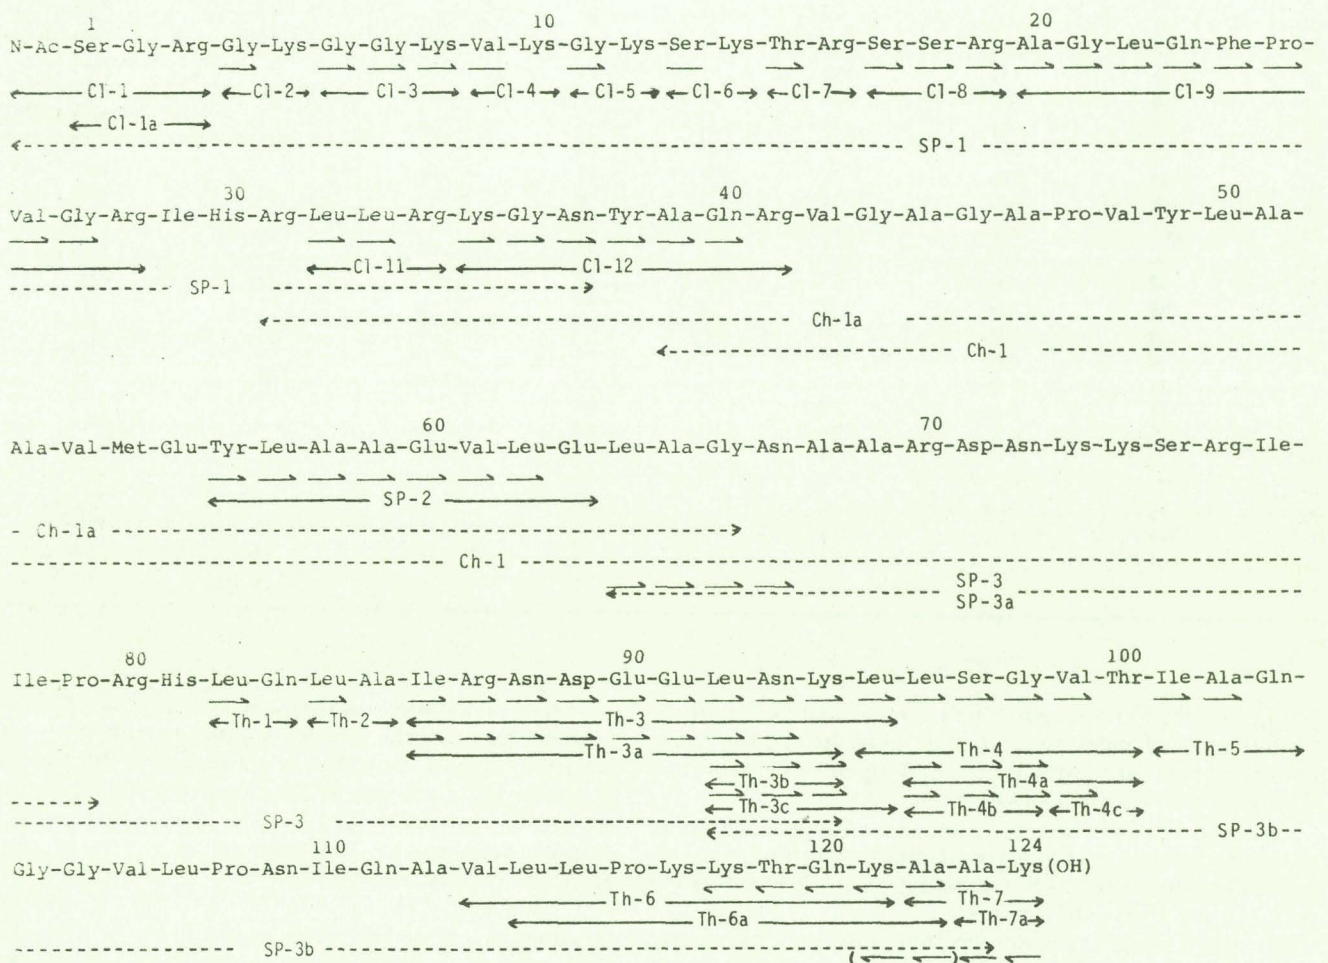 1 10 20
N-Ac-Ser-Gly-Arg-Gly-Lys-Gly-Gly-Lys-Val-Lys-Gly-Lys-Ser-Lys-Thr-Arg-Ser-Ser-Arg-Ala-Gly-Leu-Gln-Phe-Pro-
Cl-1 Cl-2 Cl-3 Cl-4 Cl-5 Cl-6 Cl-7 Cl-8 Cl-9
Cl-1a
SP-1
30 40 50
Val-Gly-Arg-Ile-His-Arg-Leu-Leu-Arg-Lys-Gly-Asn-Tyr-Ala-Gln-Arg-Val-Gly-Ala-Gly-Ala-Pro-Val-Tyr-Leu-Ala-
Cl-11 Cl-12
SP-1
Ch-1a
Ch-1
60 70
Ala-Val-Met-Glu-Tyr-Leu-Ala-Ala-Glu-Val-Leu-Glu-Leu-Ala-Gly-Asn-Ala-Ala-Arg-Asp-Asn-Lys-Lys-Ser-Arg-Ile-
SP-2
Ch-1a
Ch-1
SP-3
SP-3a
80 90 100
Ile-Pro-Arg-His-Leu-Gln-Leu-Ala-Ile-Arg-Asn-Asp-Glu-Glu-Leu-Asn-Lys-Leu-Leu-Ser-Gly-Val-Thr-Ile-Ala-Gln-
Th-1 Th-2 Th-3
Th-3a Th-4 Th-5
Th-3b Th-4a
Th-3c Th-4b Th-4c
SP-3 SP-3b
110 120 124
Gly-Gly-Val-Leu-Pro-Asn-Ile-Gln-Ala-Val-Leu-Leu-Pro-Lys-Lys-Thr-Gln-Lys-Ala-Ala-Lys(OH)
Th-6 Th-7
Th-6a Th-7a
SP-3b